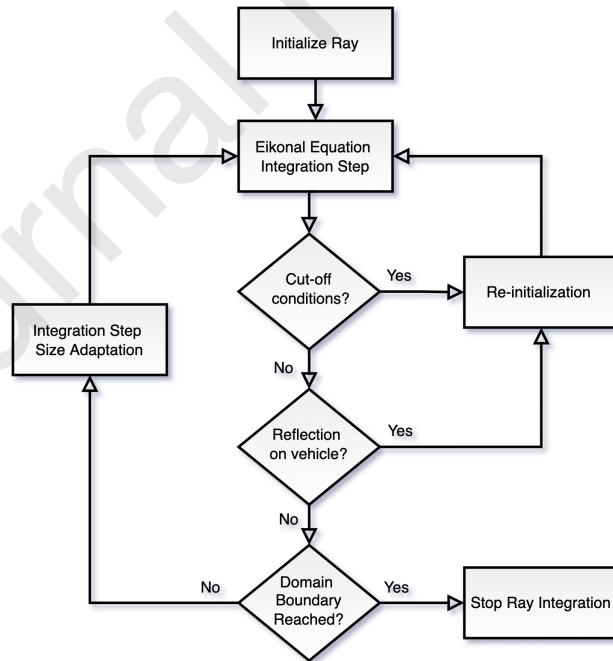 Initialize Ray
Eikonal Equation
Integration Step
Cut-off
conditions?
Yes
Re-initialization
Integration Step
Size Adaptation
No
Reflection
on vehicle?
Yes
No
No
Domain
Boundary
Reached?
Yes
Stop Ray Integration